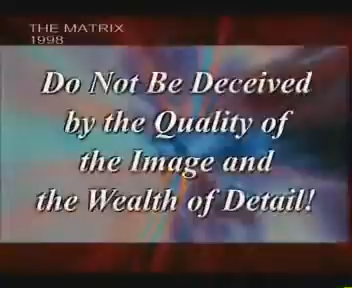 THE MATRIX
1998
Do Not Be Deceived
by the Quality of
the Image and
the Wealth of Detail!